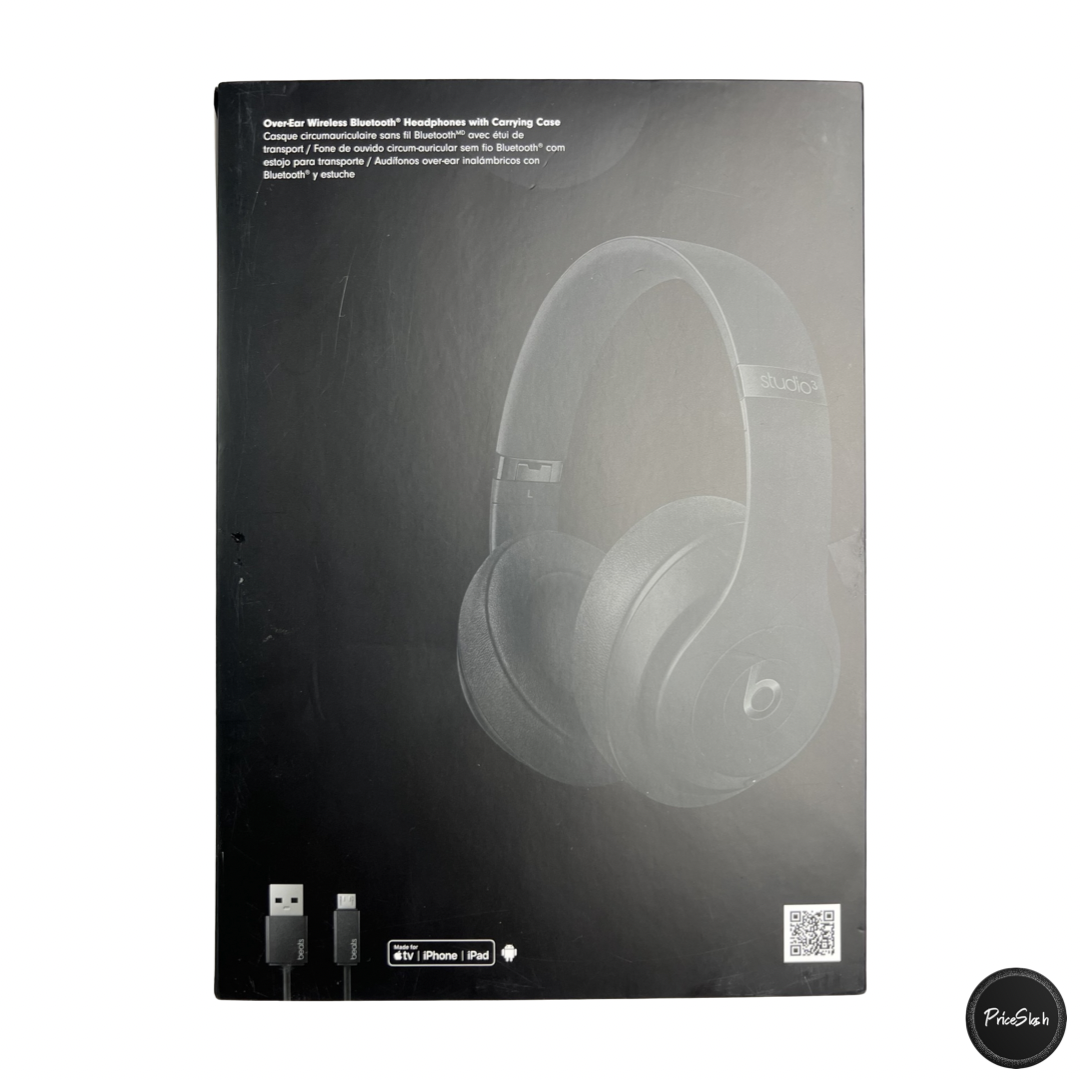 Over-Ear Wireless Bluetooth® Headphones with Carrying Case
Casque circumauriculaire sans fil Bluetooth^MD avec étui de
transport / Fone de ouvido circum-auricular sem fio Bluetooth® com
estojo para transporte / Audífonos over-ear inalámbricos con
Bluetooth® y estuche
studio³
L
b
beats
beats
Made for
tv | iPhone | iPad
PriceSlash